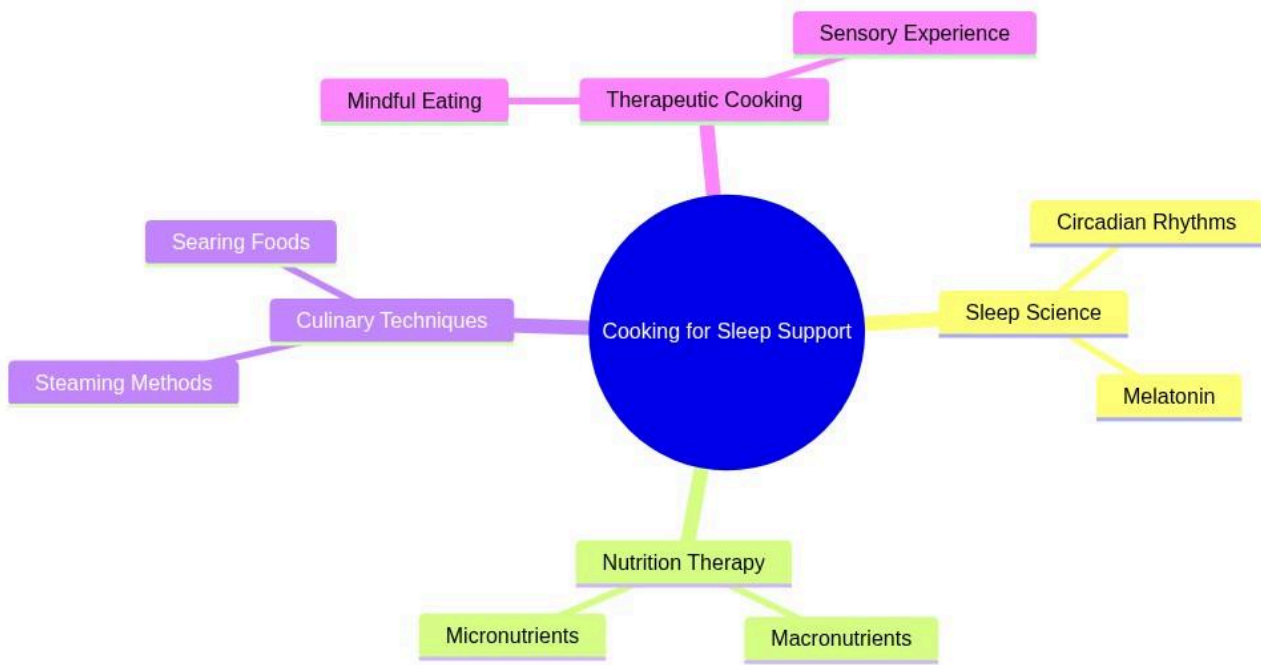 Sensory Experience
Mindful Eating
Therapeutic Cooking
Searing Foods
Circadian Rhythms
Culinary Techniques
Cooking for Sleep Support
Sleep Science
Steaming Methods
Melatonin
Nutrition Therapy
Micronutrients
Macronutrients